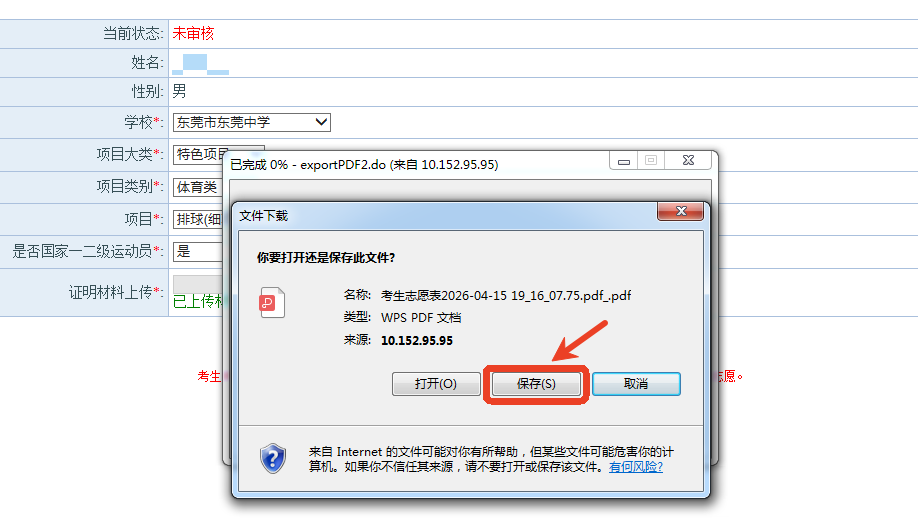 当前状态: 未审核
姓名:
性别: 男
学校*: 东莞市东莞中学
项目大类*: 特色项目
项目类别*: 体育类
项目*: 排球(细
是否国家一二级运动员*: 是
证明材料上传*:
已上传材
考生
志愿。
已完成 0% - exportPDF2.do (来自 10.152.95.95)
文件下载
你要打开还是保存此文件?
名称: 考生志愿表2026-04-15 19_16_07.75.pdf_.pdf
类型: WPS PDF 文档
来源: 10.152.95.95
打开(O) 保存(S) 取消
来自 Internet 的文件可能对你有所帮助，但某些文件可能危害你的计
算机。如果你不信任其来源，请不要打开或保存该文件。有何风险?